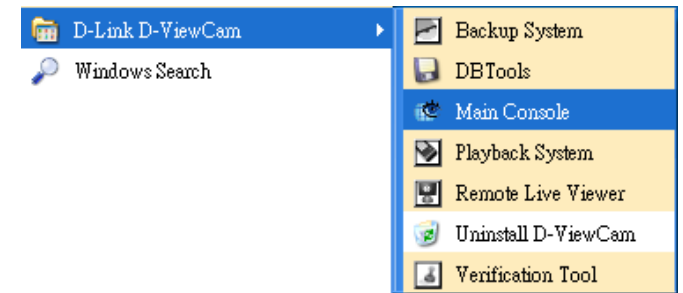 D-Link D-ViewCam
Windows Search
Backup System
DBTools
Main Console
Playback System
Remote Live Viewer
Uninstall D-ViewCam
Verification Tool